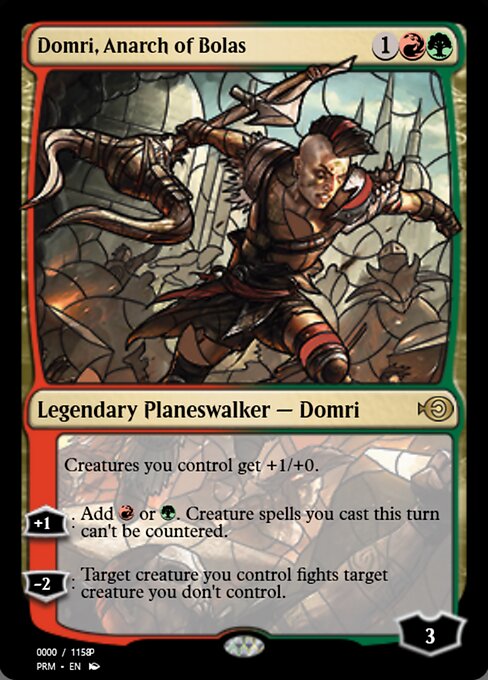 Domri, Anarch of Bolas 1
Legendary Planeswalker — Domri
Creatures you control get +1/+0.
+1 : Add or . Creature spells you cast this turn
can't be countered.
-2 : Target creature you control fights target
creature you don't control.
3
0000 / 1158P
PRM • EN